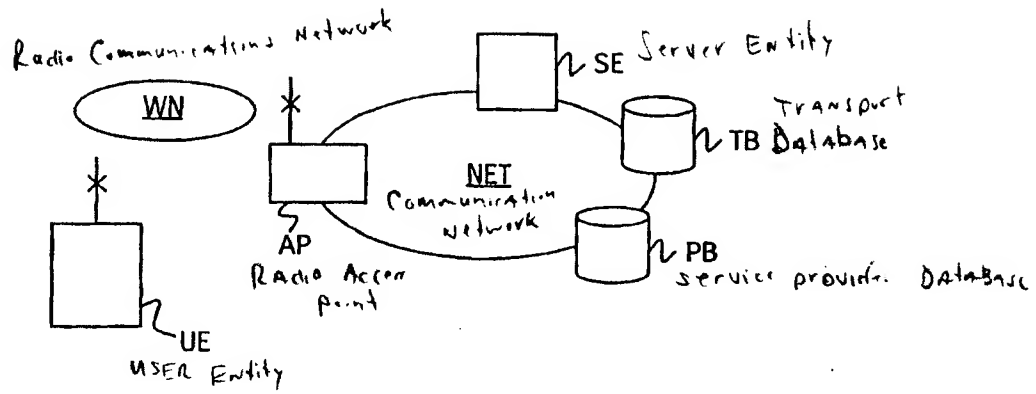 Radio Communications Network
WN
SE Server Entity
Transport
TB Database
NET
Communication
Network
AP
Radio Access
point
PB
service provider DATABASE
UE
USER Entity